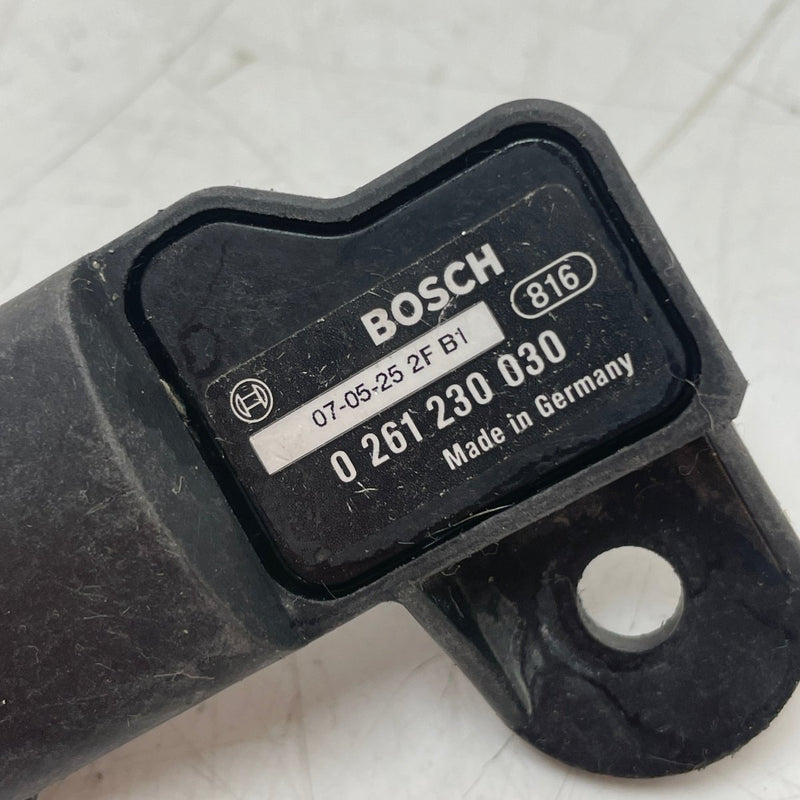 BOSCH
816
07-05-25 2F B1
0 261 230 030
Made in Germany